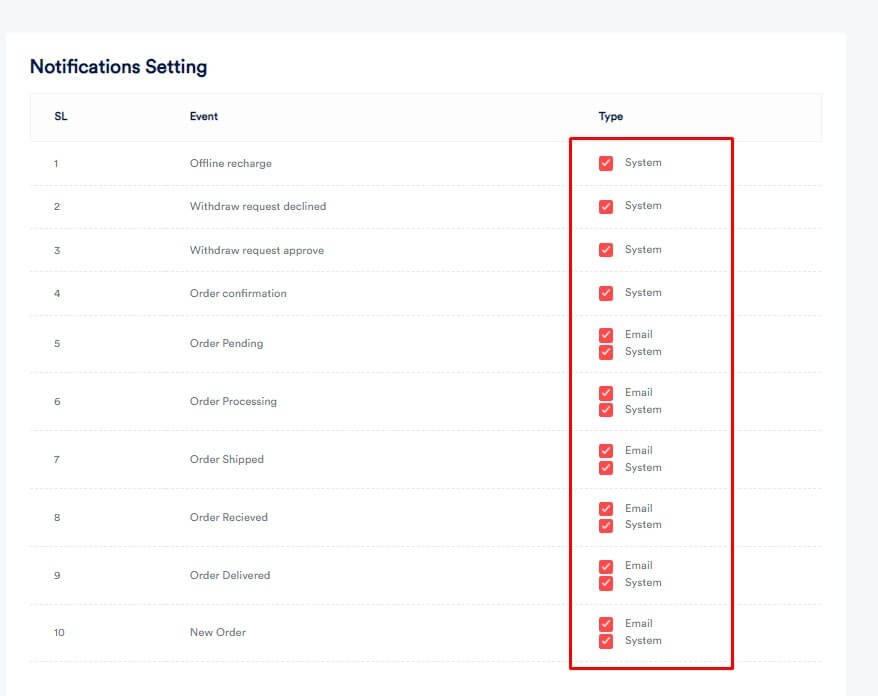 Notifications Setting
SL Event Type
1 Offline recharge System
2 Withdraw request declined System
3 Withdraw request approve System
4 Order confirmation System
5 Order Pending Email
System
6 Order Processing Email
System
7 Order Shipped Email
System
8 Order Recieved Email
System
9 Order Delivered Email
System
10 New Order Email
System